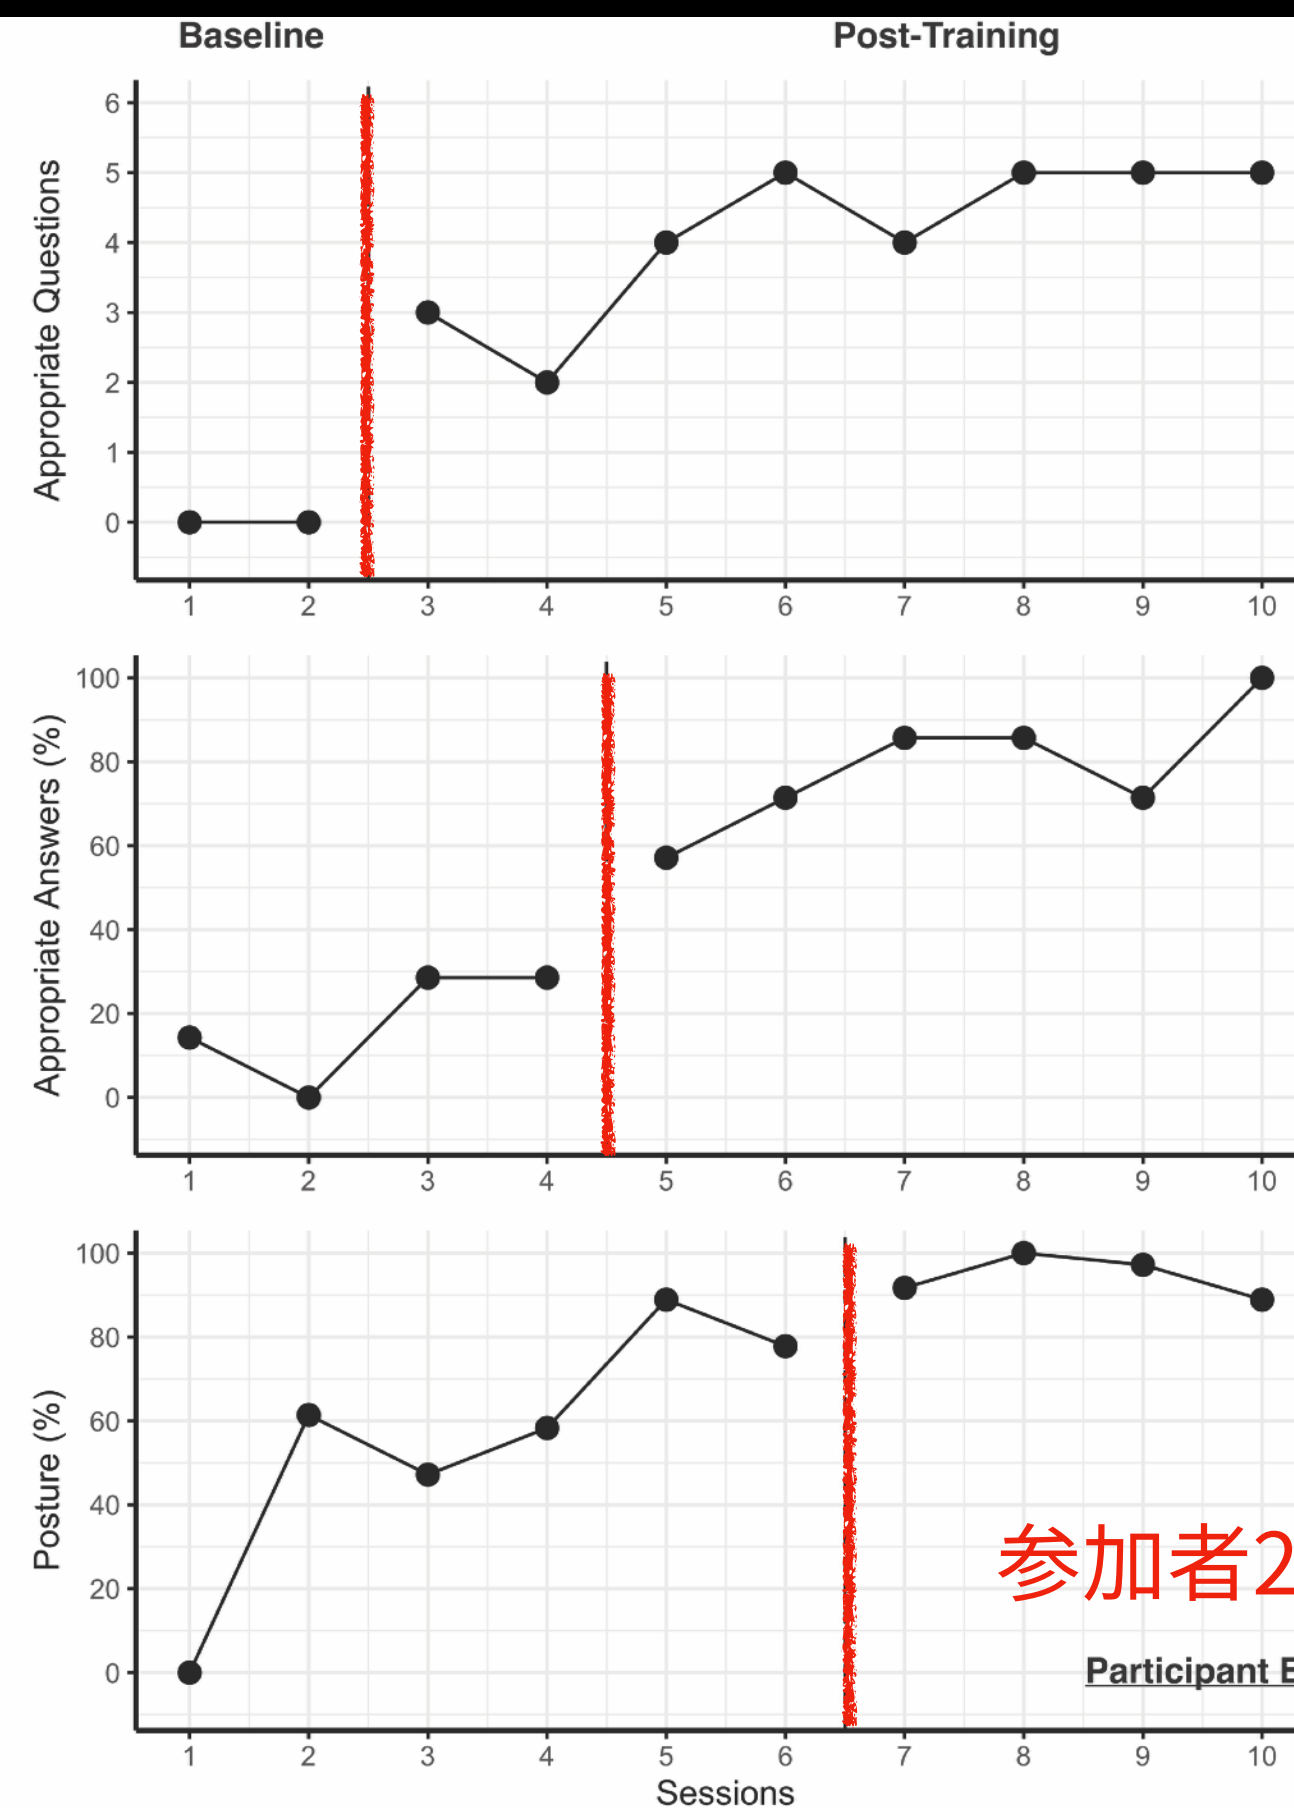 Baseline Post-Training
Appropriate Questions
6
5
4
3
2
1
0
1 2 3 4 5 6 7 8 9 10
Appropriate Answers (%)
100
80
60
40
20
0
1 2 3 4 5 6 7 8 9 10
Posture (%)
100
80
60
40
20
0
参加者2
Participant
1 2 3 4 5 6 7 8 9 10
Sessions